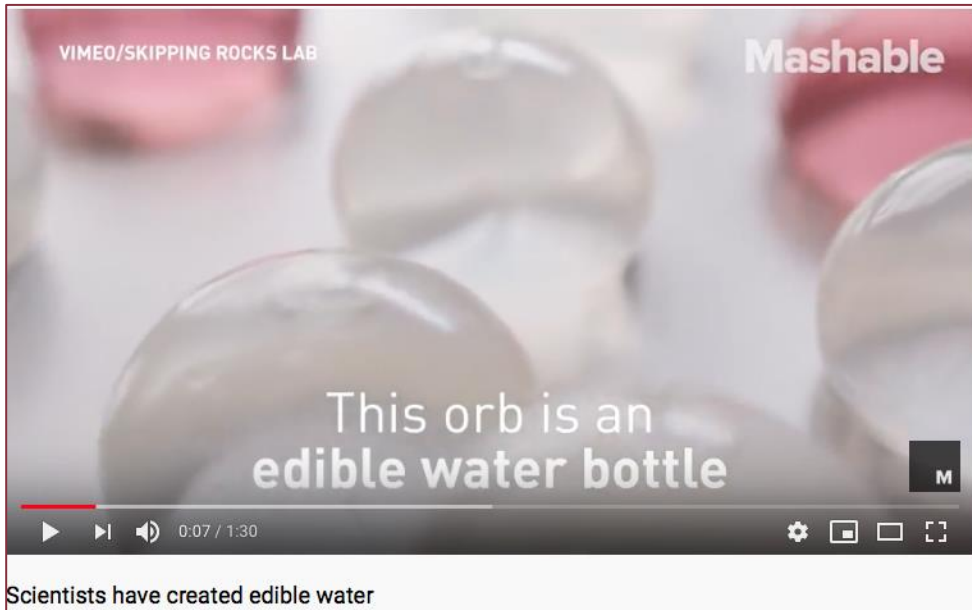 VIMEO/SKIPPING ROCKS LAB
Mashable
This orb is an
edible water bottle
M
0:07 / 1:30
Scientists have created edible water